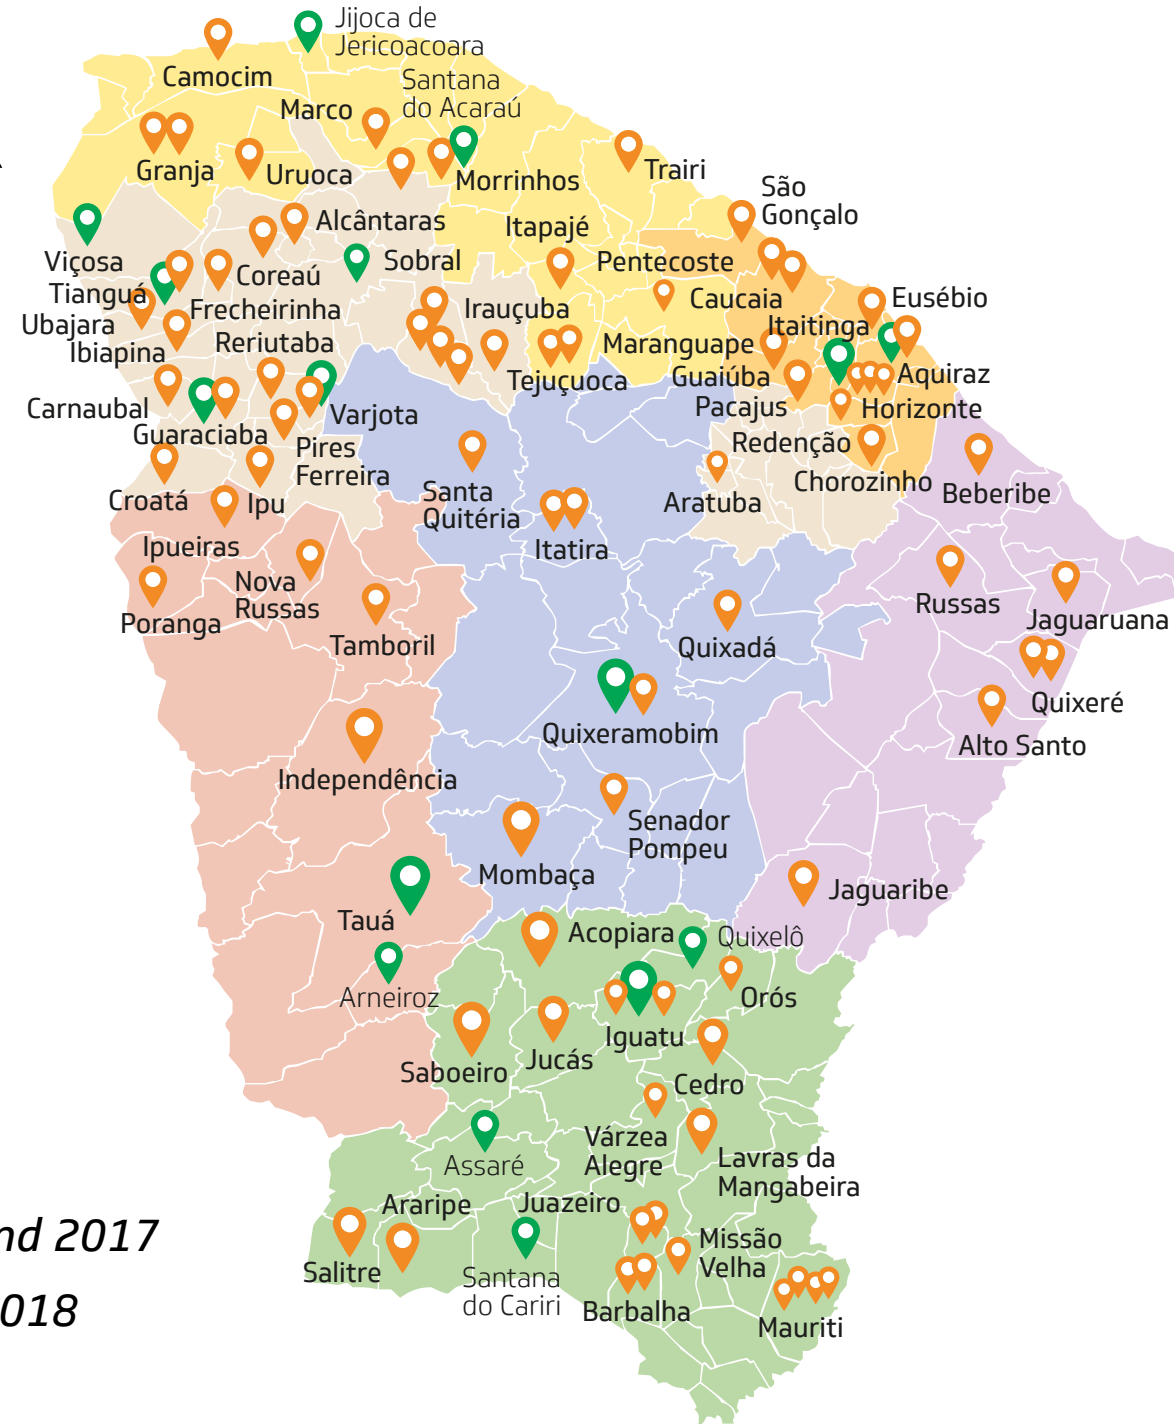 Jijoca de
Jericoacoara
Camocim
Santana
do Acaraú
Marco
Granja
Uruoca
Morrinhos
Trairi
São
Gonçalo
Alcântaras
Itapajé
Viçosa
Sobral
Pentecoste
Coreaú
Tianguá
Caucaia
Eusébio
Frecheirinha
Irauçuba
Ubajara
Itaitinga
Ibiapina
Reriutaba
Maranguape
Tejuçuoca
Guaiúba
Aquiraz
Carnaubal
Pacajus
Horizonte
Varjota
Guaraciaba
Redenção
Pires
Ferreira
Chorozinho
Croatá
Ipu
Santa
Quitéria
Aratuba
Beberibe
Ipueiras
Itatira
Nova
Russas
Russas
Poranga
Jaguaruana
Tamboril
Quixadá
Quixeré
Quixeramobim
Alto Santo
Independência
Senador
Pompeu
Mombaça
Jaguaribe
Tauá
Acopiara
Quixelô
Arneiroz
Orós
Iguatu
Saboeiro
Jucás
Cedro
Várzea
Alegre
Assaré
Lavras da
Mangabeira
Araripe
Juazeiro
nd 2017
Missão
Velha
Salitre
Santana
do Cariri
018
Barbalha
Mauriti